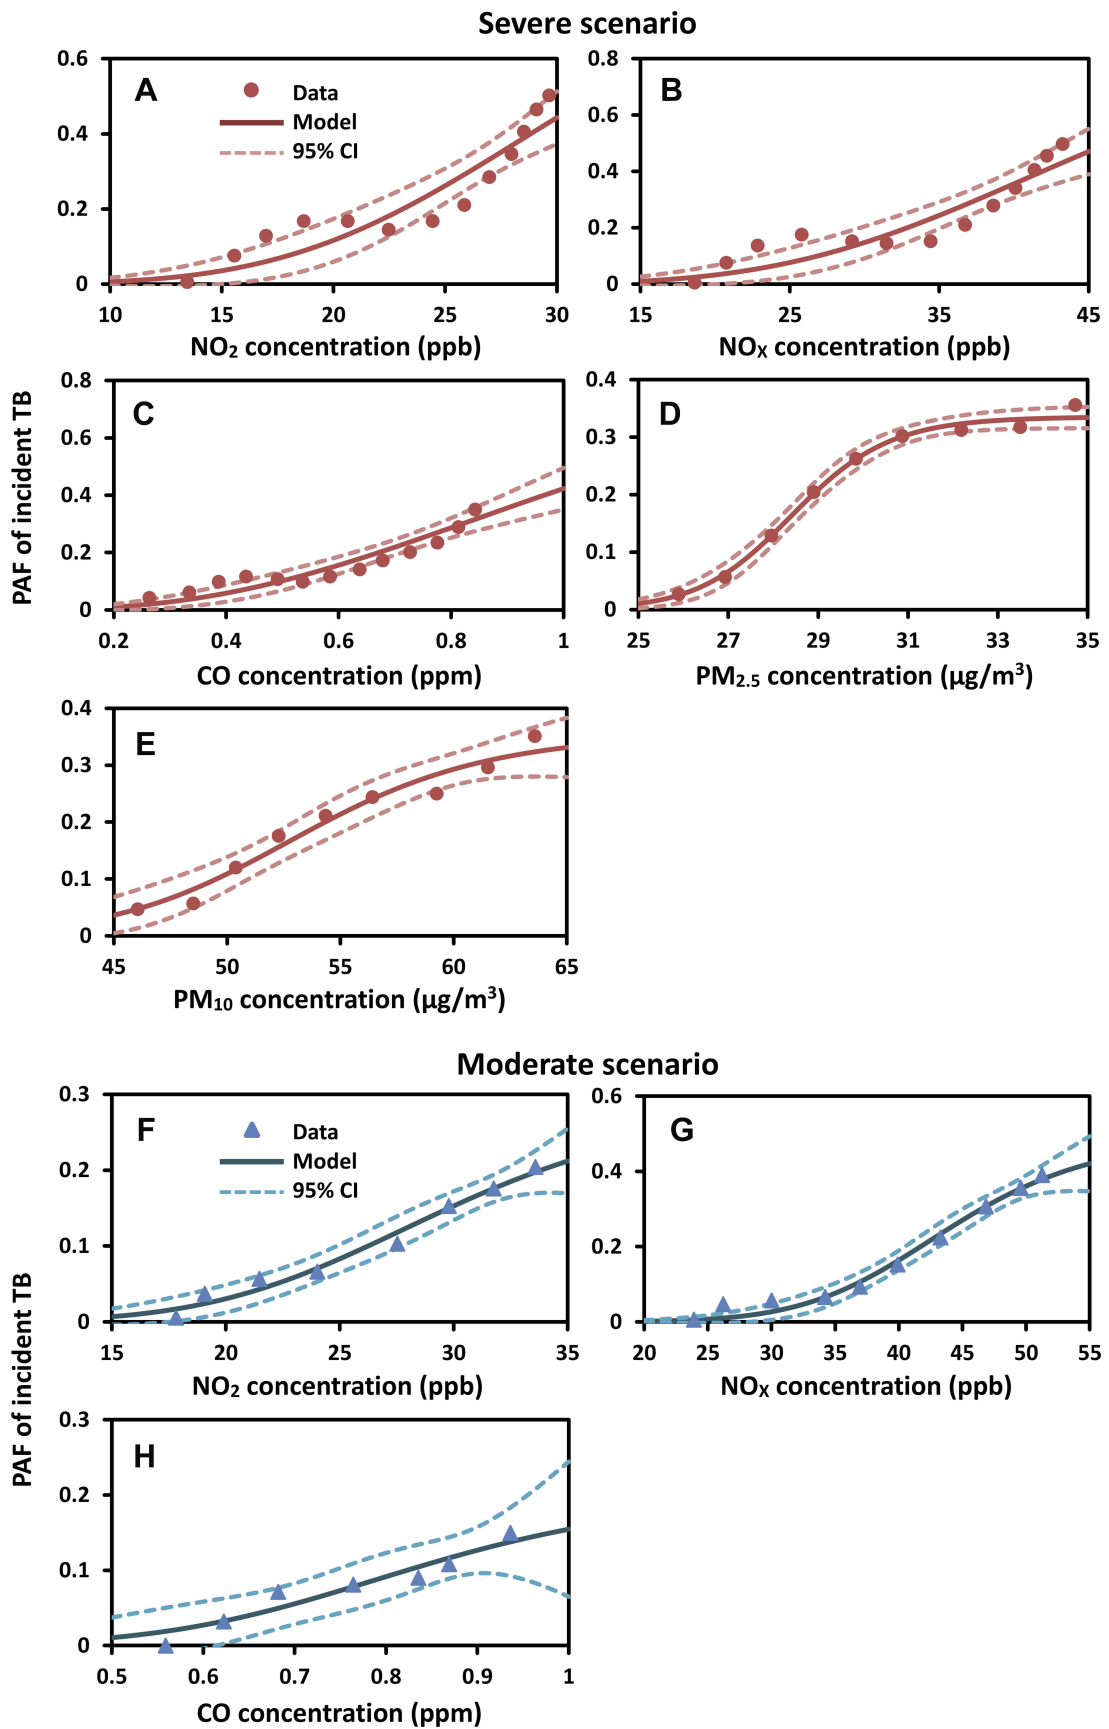 Severe scenario
A
Data
Model
95% CI
0.6
0.4
0.2
0
10 15 20 25 30
NO₂ concentration (ppb)
B
0.8
0.6
0.4
0.2
0
15 25 35 45
NOX concentration (ppb)
PAF of incident TB
C
0.8
0.6
0.4
0.2
0
0.2 0.4 0.6 0.8 1
CO concentration (ppm)
D
0.4
0.3
0.2
0.1
0
25 27 29 31 33 35
PM₂.₅ concentration (µg/m³)
E
0.4
0.3
0.2
0.1
0
45 50 55 60 65
PM₁₀ concentration (µg/m³)
Moderate scenario
F
Data
Model
95% CI
0.3
0.2
0.1
0
15 20 25 30 35
NO₂ concentration (ppb)
G
0.6
0.4
0.2
0
20 25 30 35 40 45 50 55
NOX concentration (ppb)
PAF of incident TB
H
0.3
0.2
0.1
0
0.5 0.6 0.7 0.8 0.9 1
CO concentration (ppm)